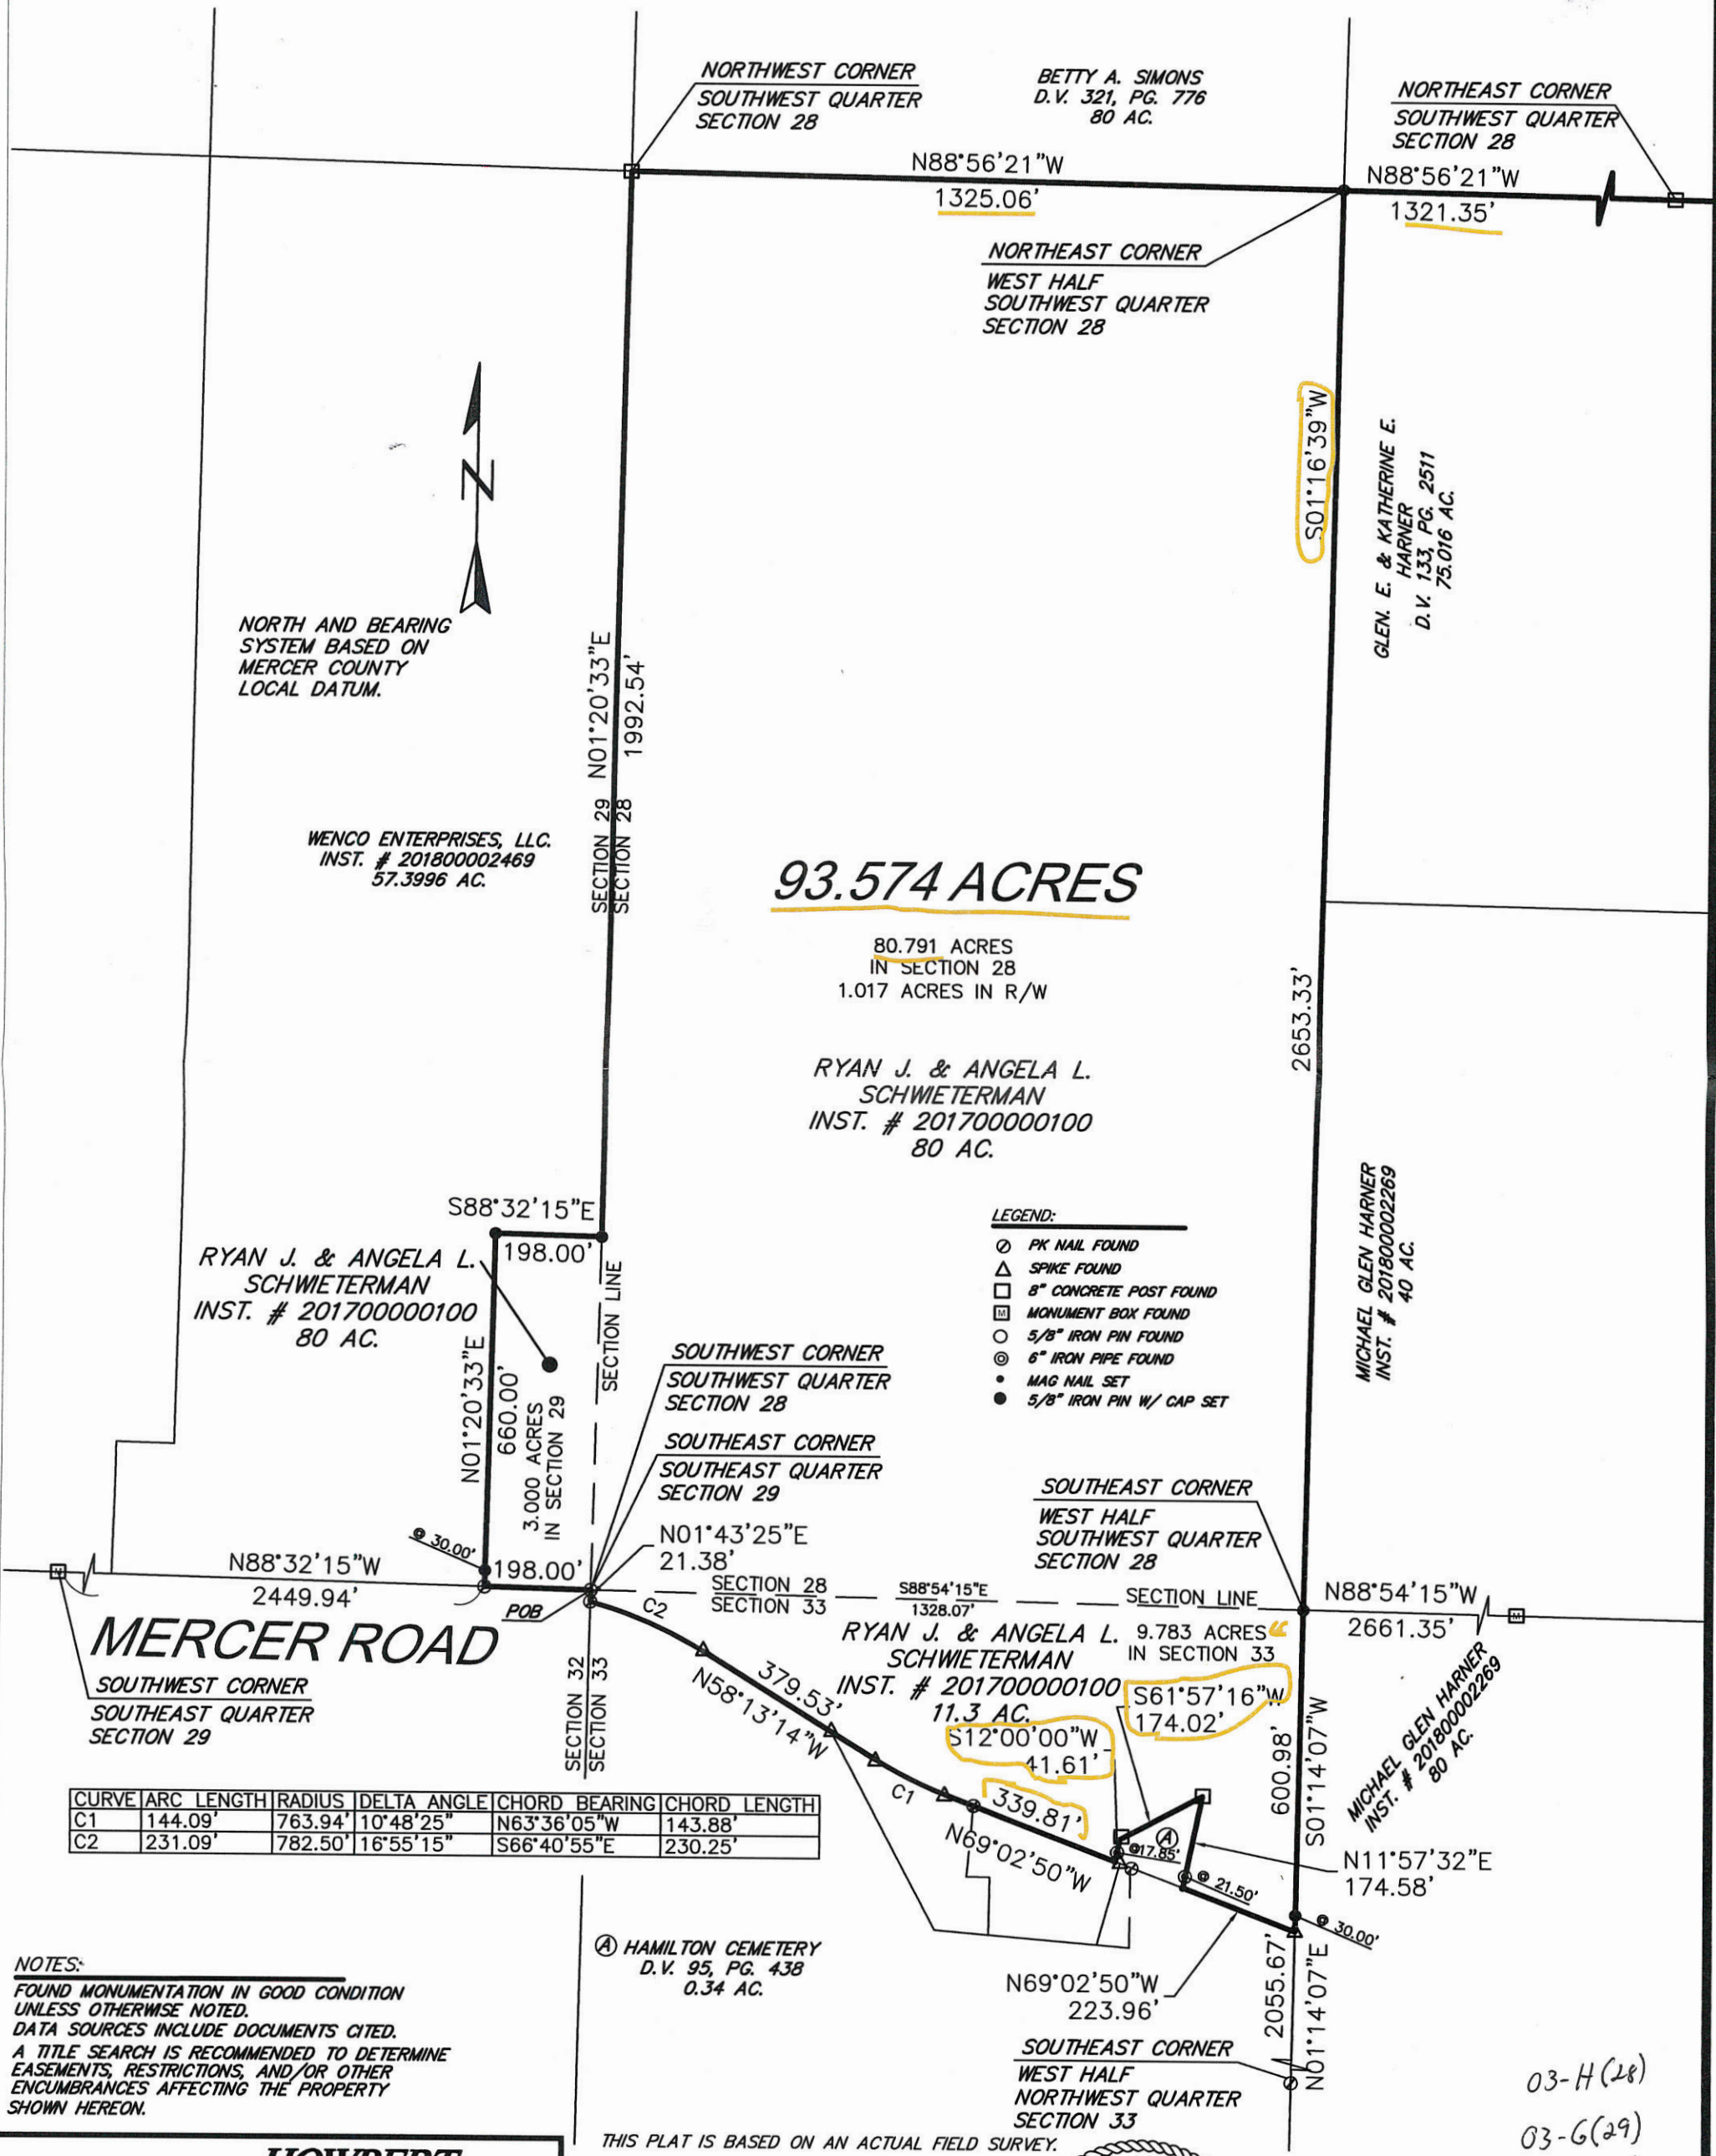 NORTHWEST CORNER
SOUTHWEST QUARTER
SECTION 28
BETTY A. SIMONS
D.V. 321, PG. 776
80 AC.
NORTHEAST CORNER
SOUTHWEST QUARTER
SECTION 28
N88°56'21"W
1325.06'
N88°56'21"W
1321.35'
NORTHEAST CORNER
WEST HALF
SOUTHWEST QUARTER
SECTION 28
S01°16'39"W
2653.33'
GLEN. E. & KATHERINE E.
HARNER
D.V. 133, PG. 2511
75.016 AC.
N
NORTH AND BEARING
SYSTEM BASED ON
MERCER COUNTY
LOCAL DATUM.
N01°20'33"E
1992.54'
SECTION 29
SECTION 28
WENCO ENTERPRISES, LLC.
INST. # 201800002469
57.3996 AC.
93.574 ACRES
80.791 ACRES
IN SECTION 28
1.017 ACRES IN R/W
RYAN J. & ANGELA L.
SCHWIETERMAN
INST. # 201700000100
80 AC.
MICHAEL GLEN HARNER
INST. # 201800002269
40 AC.
S88°32'15"E
198.00'
RYAN J. & ANGELA L.
SCHWIETERMAN
INST. # 201700000100
80 AC.
SECTION LINE
N01°20'33"E
660.00'
3.000 ACRES
IN SECTION 29
LEGEND:
PK NAIL FOUND
SPIKE FOUND
8" CONCRETE POST FOUND
M MONUMENT BOX FOUND
5/8" IRON PIN FOUND
6" IRON PIPE FOUND
MAG NAIL SET
5/8" IRON PIN W/ CAP SET
SOUTHWEST CORNER
SOUTHWEST QUARTER
SECTION 28
SOUTHEAST CORNER
SOUTHEAST QUARTER
SECTION 29
SOUTHEAST CORNER
WEST HALF
SOUTHWEST QUARTER
SECTION 28
@ 30.00'
N88°32'15"W
2449.94'
198.00'
N01°43'25"E
21.38'
POB
SECTION 28
SECTION 33
S88°54'15"E
1328.07'
SECTION LINE
N88°54'15"W
2661.35'
MERCER ROAD
SOUTHWEST CORNER
SOUTHEAST QUARTER
SECTION 29
C2
SECTION 32
SECTION 33
379.53'
N58°13'14"W
RYAN J. & ANGELA L.
SCHWIETERMAN
INST. # 201700000100
11.3 AC.
9.783 ACRES
IN SECTION 33
S61°57'16"W
174.02'
S12°00'00"W
41.61'
600.98'
S01°14'07"W
MICHAEL GLEN HARNER
INST. # 201800002269
80 AC.
C1
339.81'
N69°02'50"W
A
@17.85'
@ 21.50'
N11°57'32"E
174.58'
@ 30.00'
CURVE ARC LENGTH RADIUS DELTA ANGLE CHORD BEARING CHORD LENGTH
C1 144.09' 763.94' 10°48'25" N63°36'05"W 143.88'
C2 231.09' 782.50' 16°55'15" S66°40'55"E 230.25'
A HAMILTON CEMETERY
D.V. 95, PG. 438
0.34 AC.
N69°02'50"W
223.96'
2055.67'
N01°14'07"E
SOUTHEAST CORNER
WEST HALF
NORTHWEST QUARTER
SECTION 33
NOTES:
FOUND MONUMENTATION IN GOOD CONDITION
UNLESS OTHERWISE NOTED.
DATA SOURCES INCLUDE DOCUMENTS CITED.
A TITLE SEARCH IS RECOMMENDED TO DETERMINE
EASEMENTS, RESTRICTIONS, AND/OR OTHER
ENCUMBRANCES AFFECTING THE PROPERTY
SHOWN HEREON.
THIS PLAT IS BASED ON AN ACTUAL FIELD SURVEY.
03-H(28)
03-G(29)